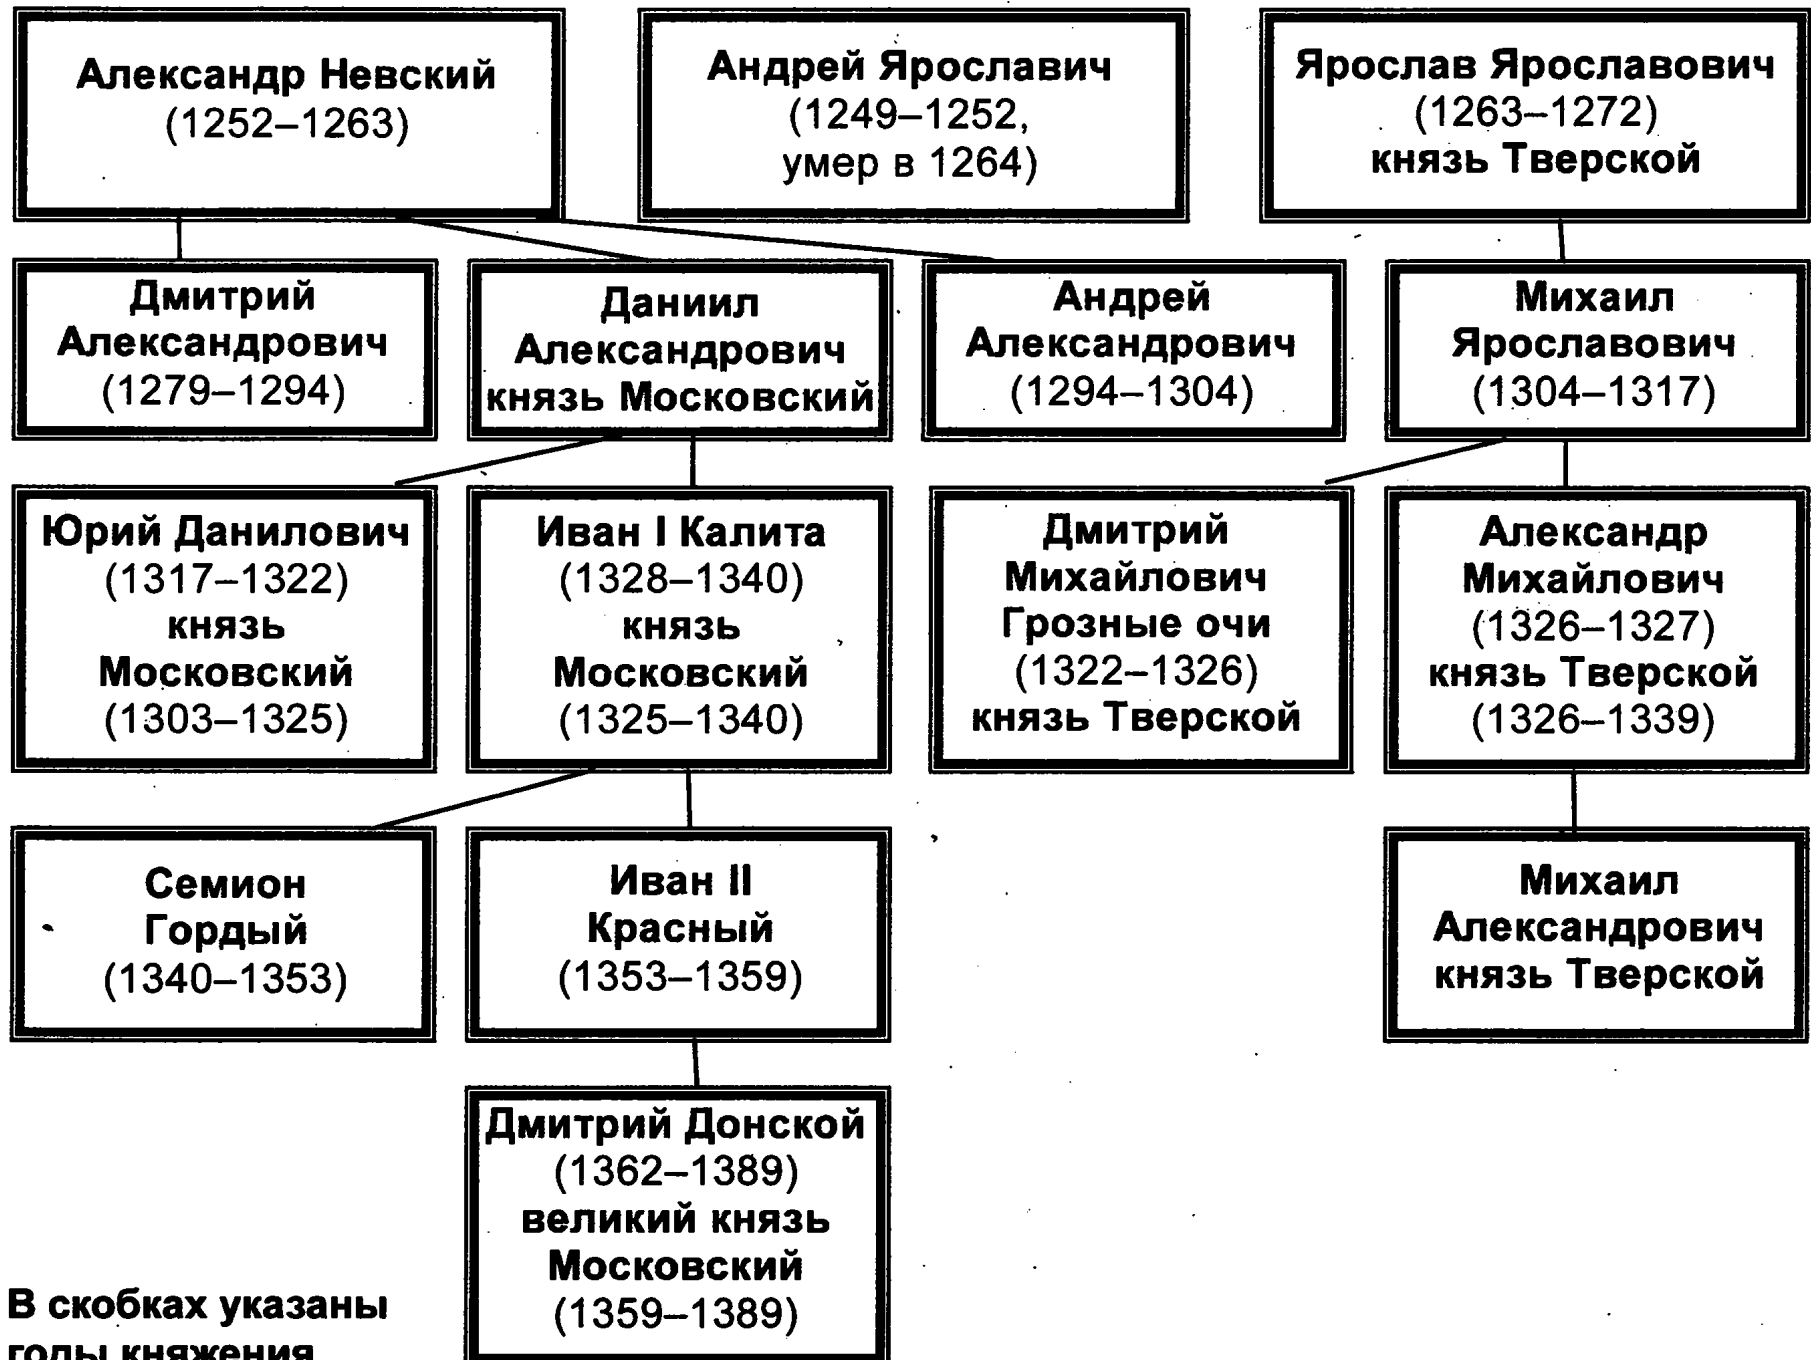 Александр Невский
(1252–1263)
Андрей Ярославич
(1249–1252,
умер в 1264)
Ярослав Ярославович
(1263–1272)
князь Тверской
Дмитрий
Александрович
(1279–1294)
Даниил
Александрович
князь Московский
Андрей
Александрович
(1294–1304)
Михаил
Ярославович
(1304–1317)
Юрий Данилович
(1317–1322)
князь
Московский
(1303–1325)
Иван I Калита
(1328–1340)
князь
Московский
(1325–1340)
Дмитрий
Михайлович
Грозные очи
(1322–1326)
князь Тверской
Александр
Михайлович
(1326–1327)
князь Тверской
(1326–1339)
Семион
Гордый
(1340–1353)
Иван II
Красный
(1353–1359)
Михаил
Александрович
князь Тверской
Дмитрий Донской
(1362–1389)
великий князь
Московский
(1359–1389)
В скобках указаны
годы княжения